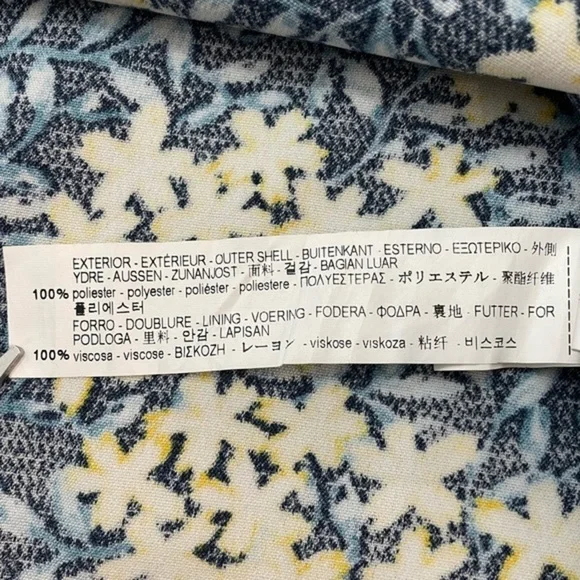 EXTERIOR - EXTÉRIEUR - OUTER SHELL - BUITENKANT - ESTERNO - ΕΞΩΤΕΡΙΚΟ - 外側
YDRE - AUSSEN - ZUNANJOST - 面料 - 겉감 - BAGIAN LUAR
100% poliester - polyester - poliéster - poliestere - ΠΟΛΥΕΣΤΕΡΑΣ - ポリエステル - 聚酯纤维
폴리에스터
FORRO - DOUBLURE - LINING - VOERING - FODERA - ΦΟΔΡΑ - 裏地 - FUTTER - FOR
PODLOGA - 里料 - 안감 - LAPISAN
100% viscosa - viscose - ΒΙΣΚΟΖΗ - レーヨン - viskose - viskoza - 粘纤 - 비스코스